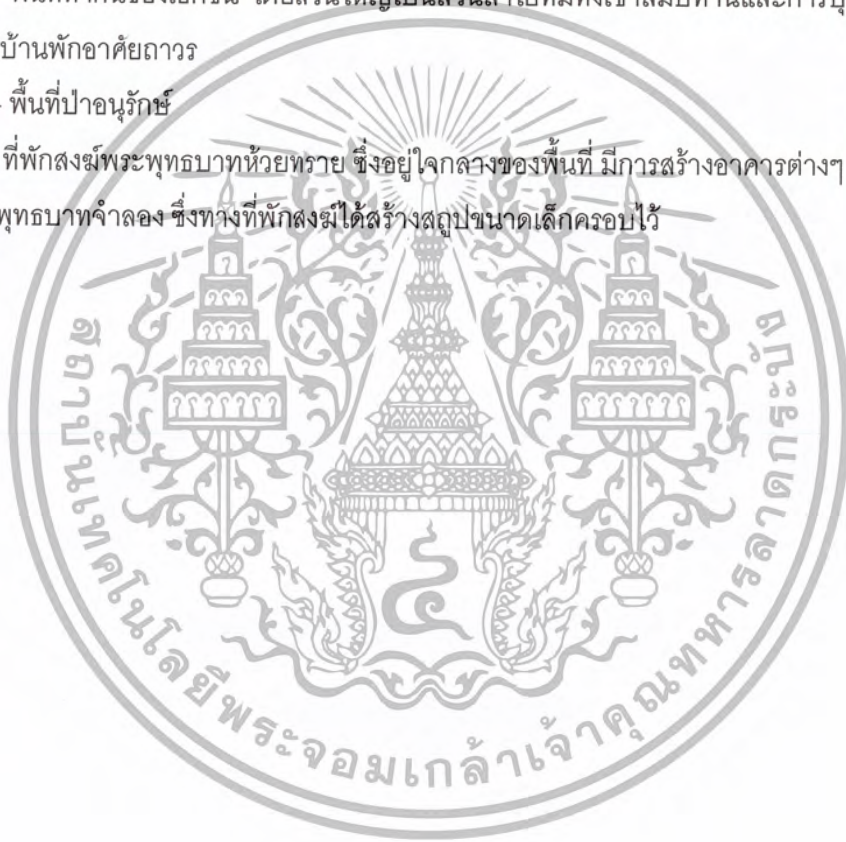 บ้านพักอาศัยถาวร
พื้นที่ป่าอนุรักษ์
ที่พักสงฆ์พระพุทธบาทห้วยทราย ซึ่งอยู่ใจกลางของพื้นที่ มีการสร้างอาคารต่างๆ
พุทธบาทจำลอง ซึ่งทางที่พักสงฆ์ได้สร้างสถูปขนาดเล็กครอบไว้
สถาบันเทคโนโลยีพระจอมเกล้าเจ้าคุณทหารลาดกระบัง
๔